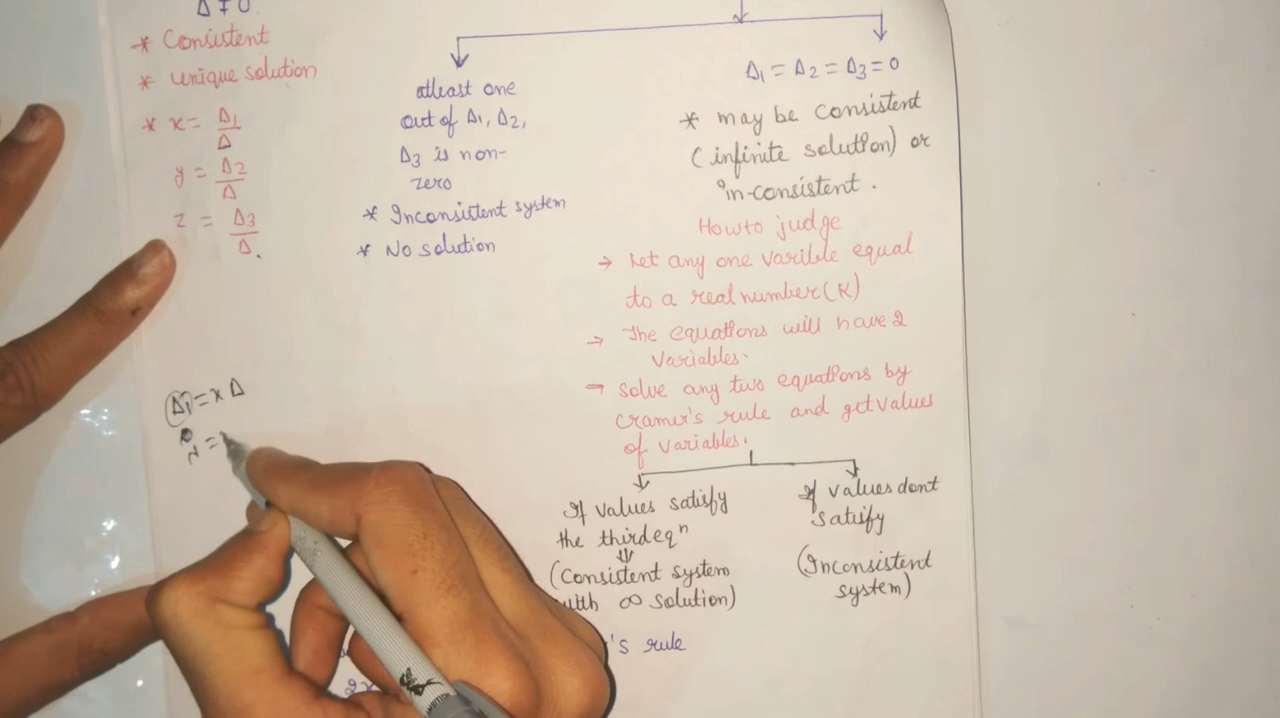 Δ ≠ 0
* Consistent
* unique solution
* x = Δ1/Δ
y = Δ2/Δ
z = Δ3/Δ.
atleast one
out of Δ1, Δ2,
Δ3 is non-
zero
* Inconsistent system
* No solution
Δ1 = Δ2 = Δ3 = 0
* may be consistent
(infinite solution) or
in-consistent.
How to judge
→ Let any one varible equal
to a real number (K)
→ The equations will have 2
variables.
→ Solve any two equations by
cramer's rule and get values
of variables.
If values satisfy
the third eqⁿ
⇓
(Consistent system
with ∞ solution)
If values dont
satisfy
(Inconsistent
system)
Δ1 = x Δ
's rule
2x